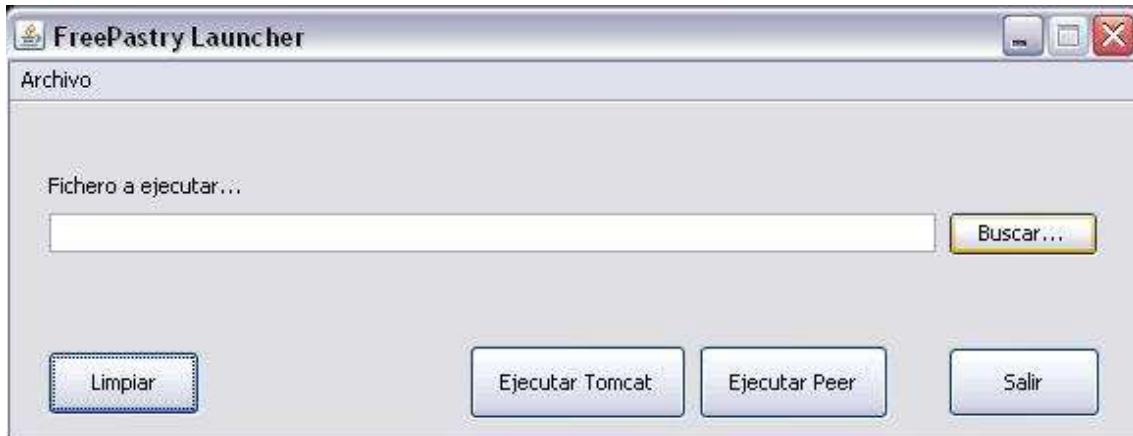 FreePastry Launcher
Archivo
Fichero a ejecutar...
Buscar...
Limpiar
Ejecutar Tomcat
Ejecutar Peer
Salir